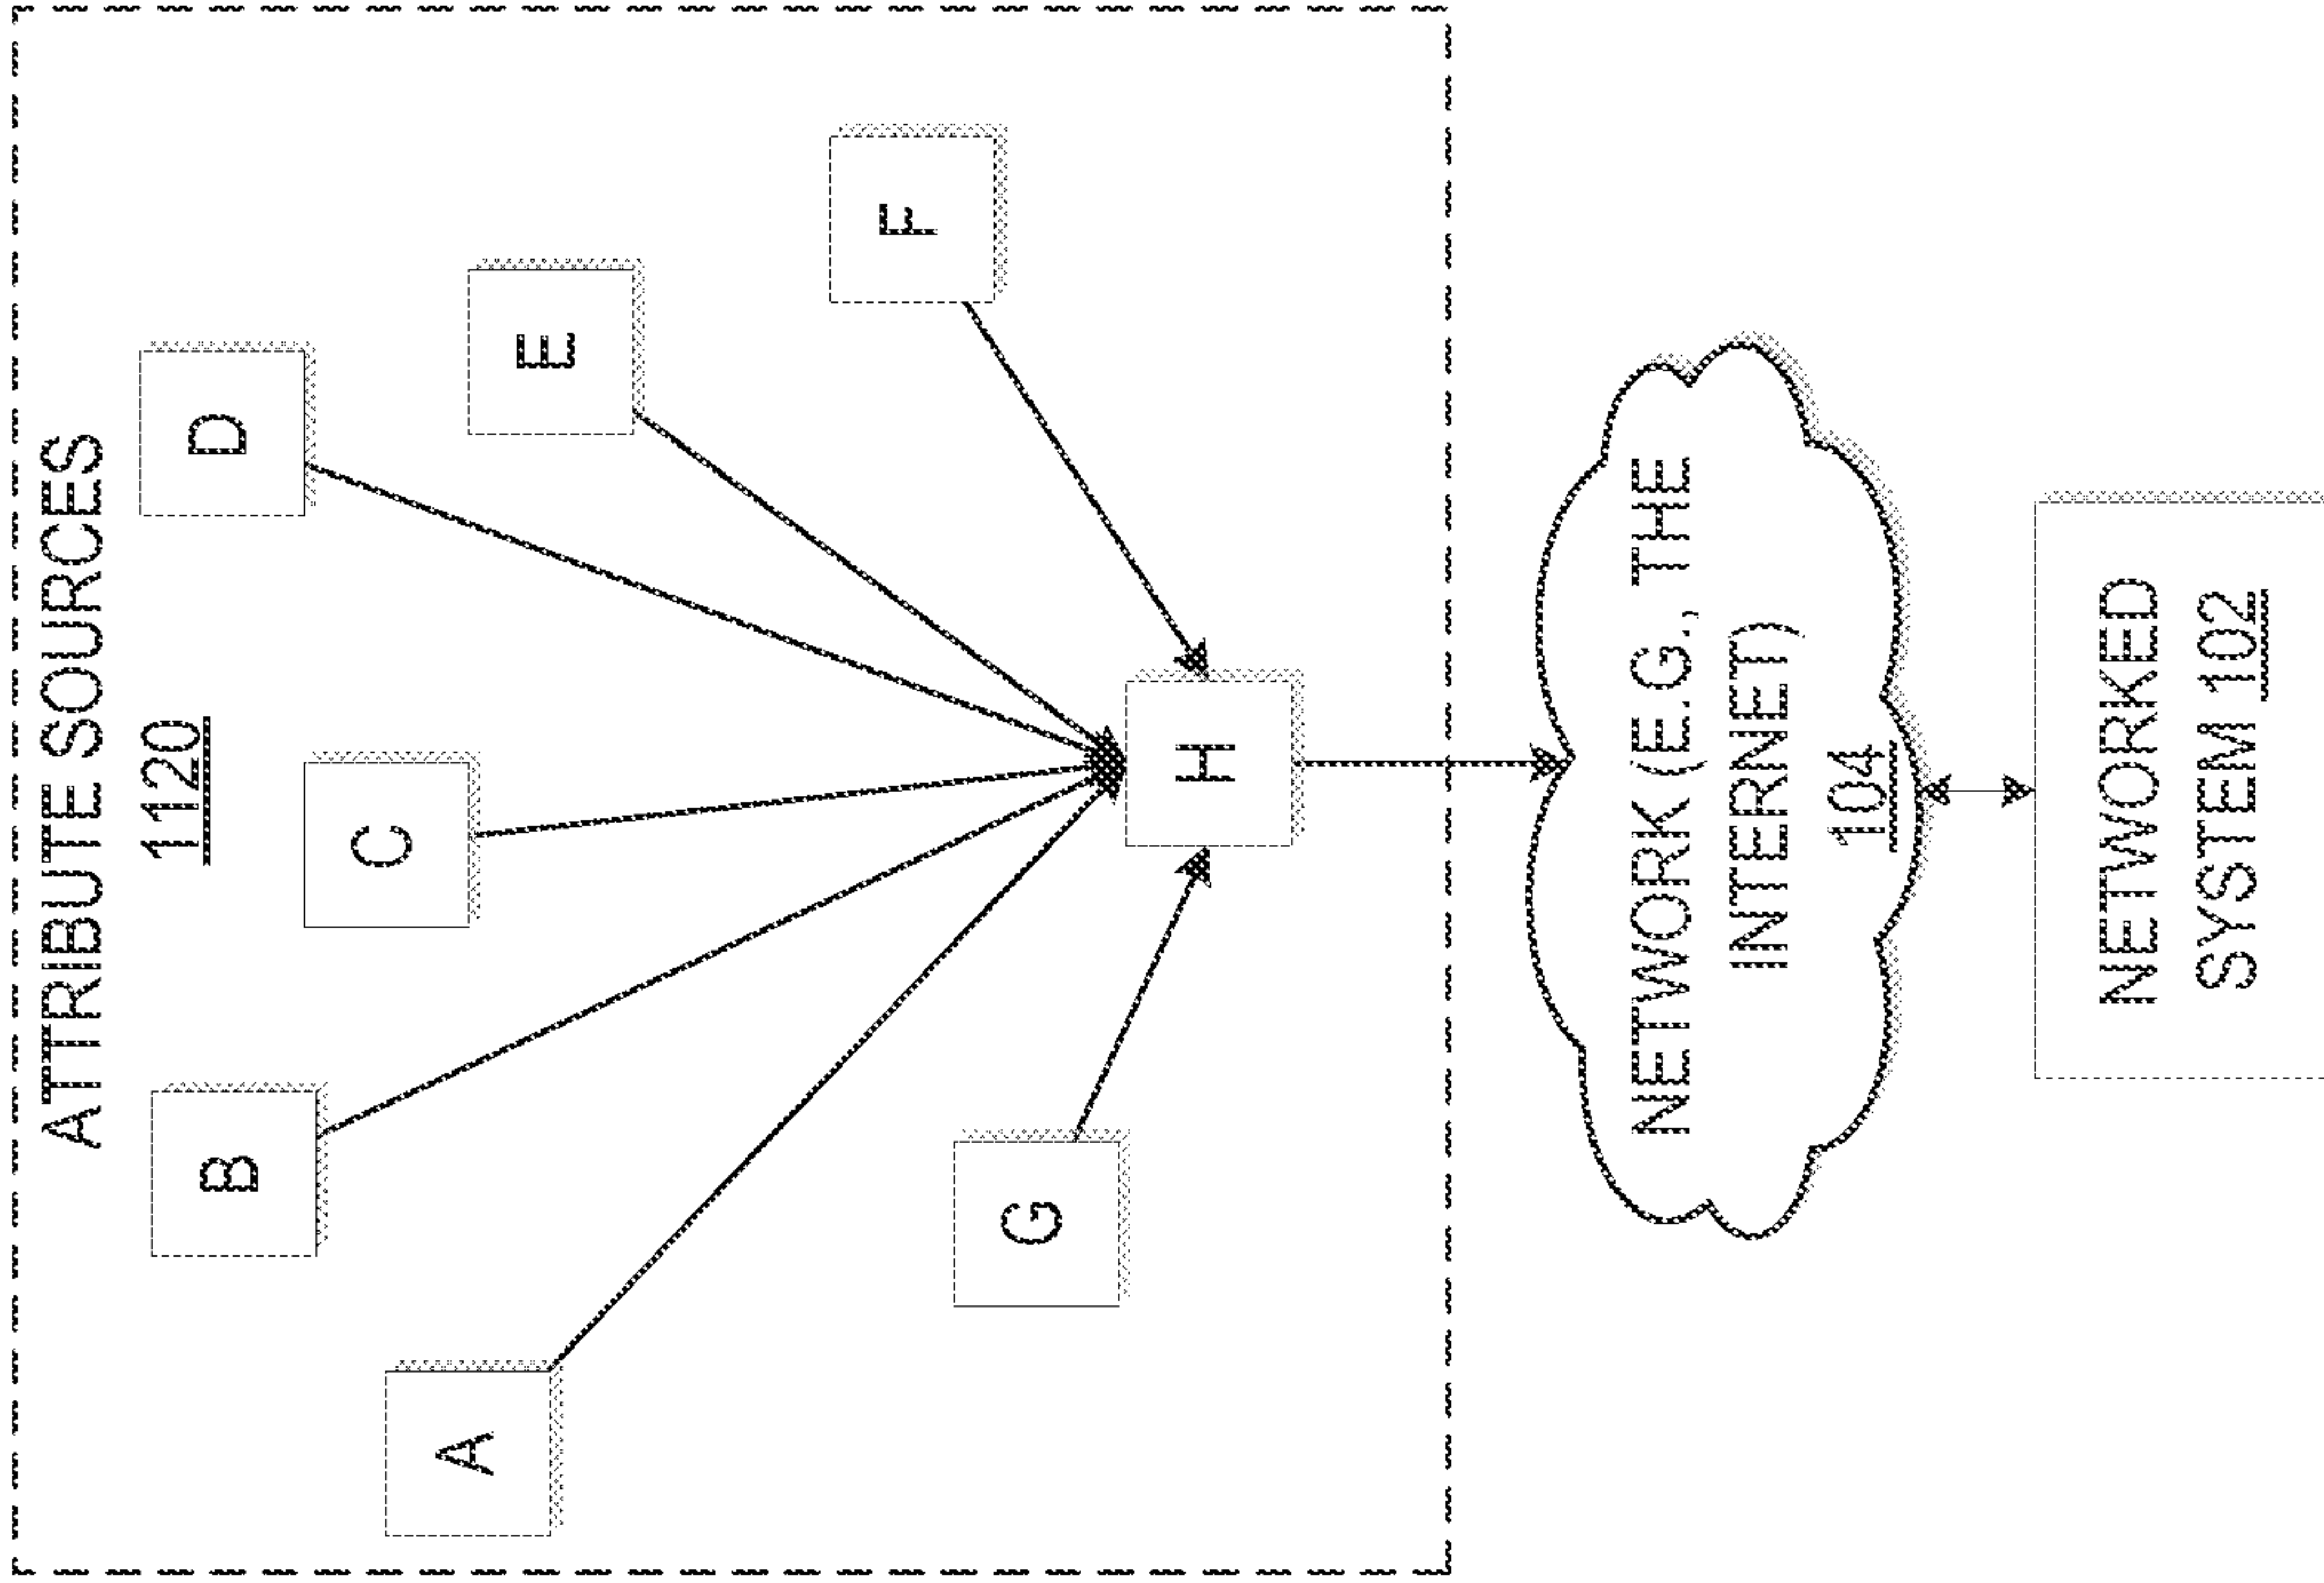 ATTRIBUTE SOURCES
1120
A
B
C
D
E
F
G
H
NETWORK (E.G., THE
INTERNET)
104
NETWORKED
SYSTEM 102